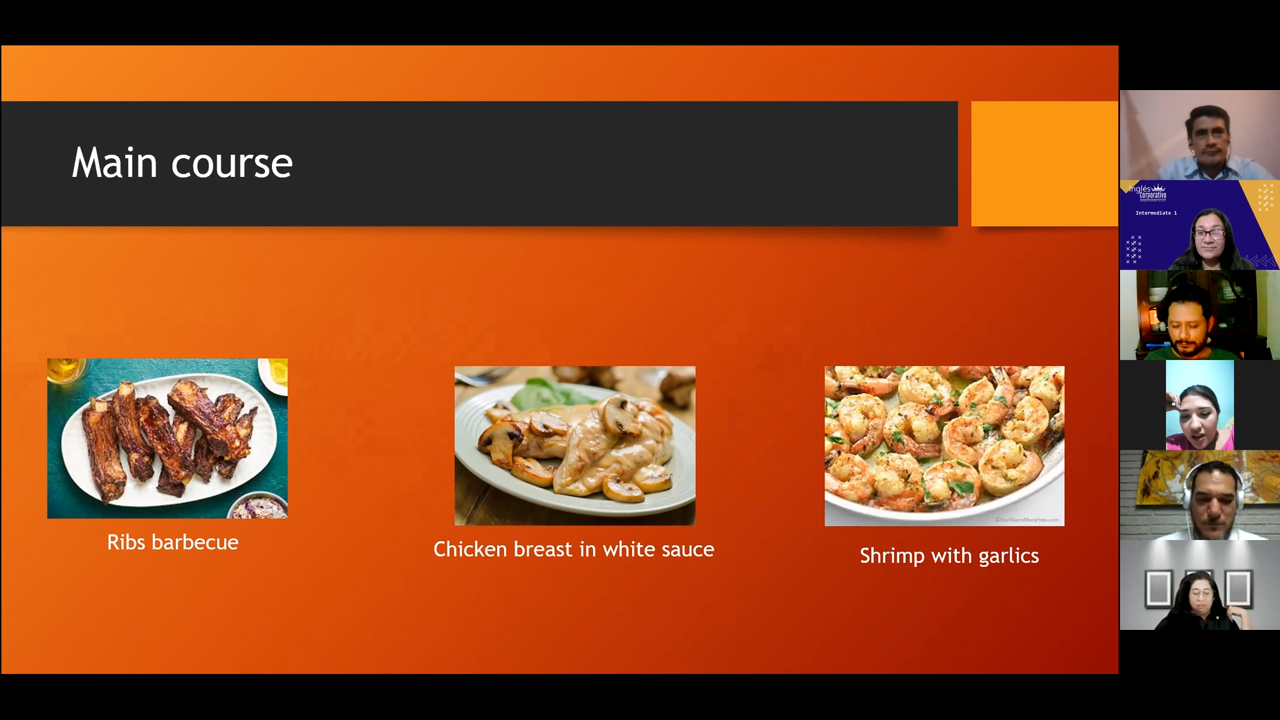 Main course
Ribs barbecue
Chicken breast in white sauce
Shrimp with garlics
Inglés
Corporativo
Intermediate 1